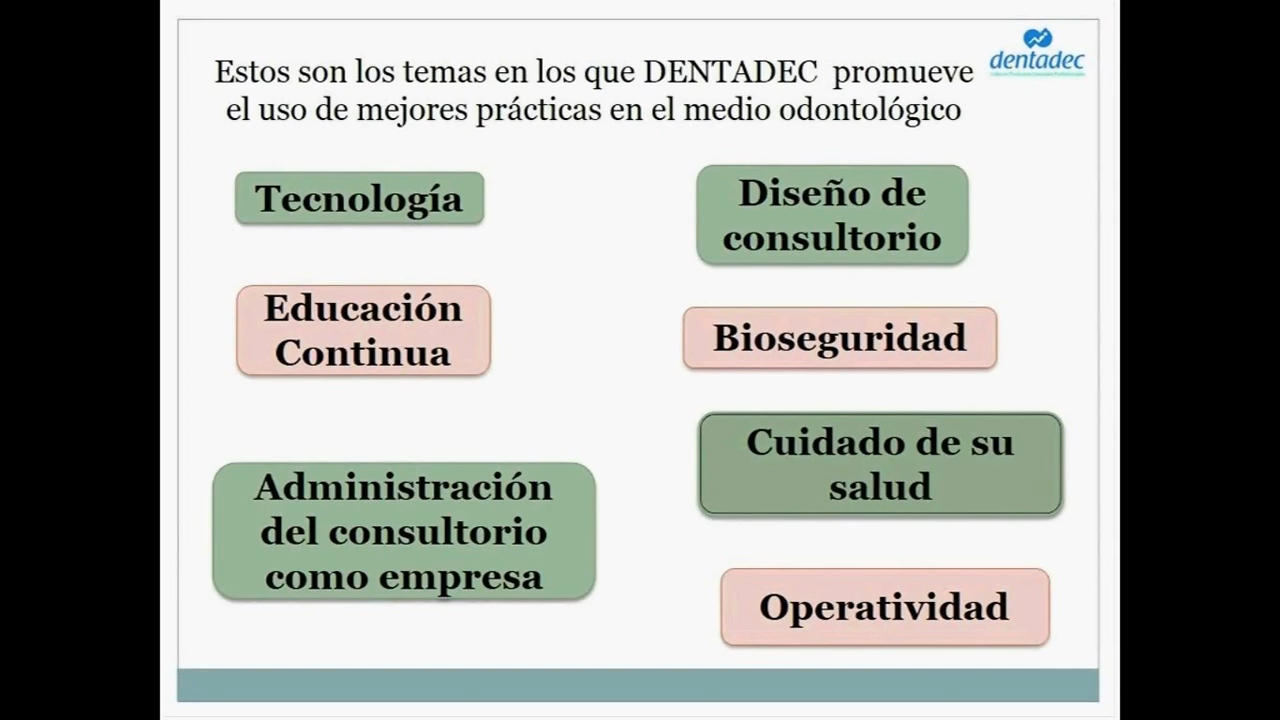 Estos son los temas en los que DENTADEC promueve
el uso de mejores prácticas en el medio odontológico
dentadec
Tecnología
Diseño de
consultorio
Educación
Continua
Bioseguridad
Cuidado de su
salud
Administración
del consultorio
como empresa
Operatividad